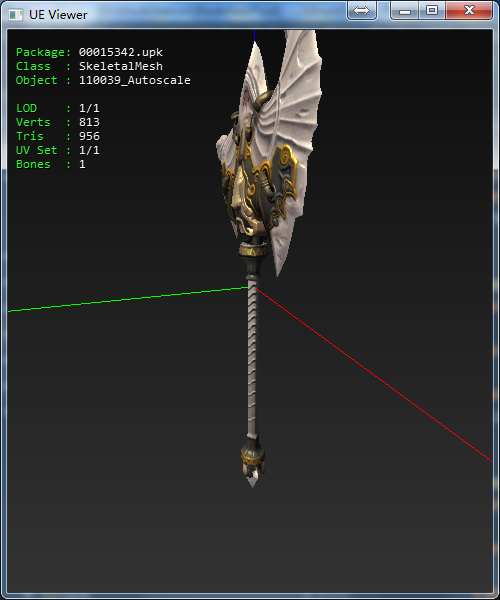 UE Viewer
Package: 00015342.upk
Class : SkeletalMesh
Object : 110039_Autoscale
LOD : 1/1
Verts : 813
Tris : 956
UV Set : 1/1
Bones : 1